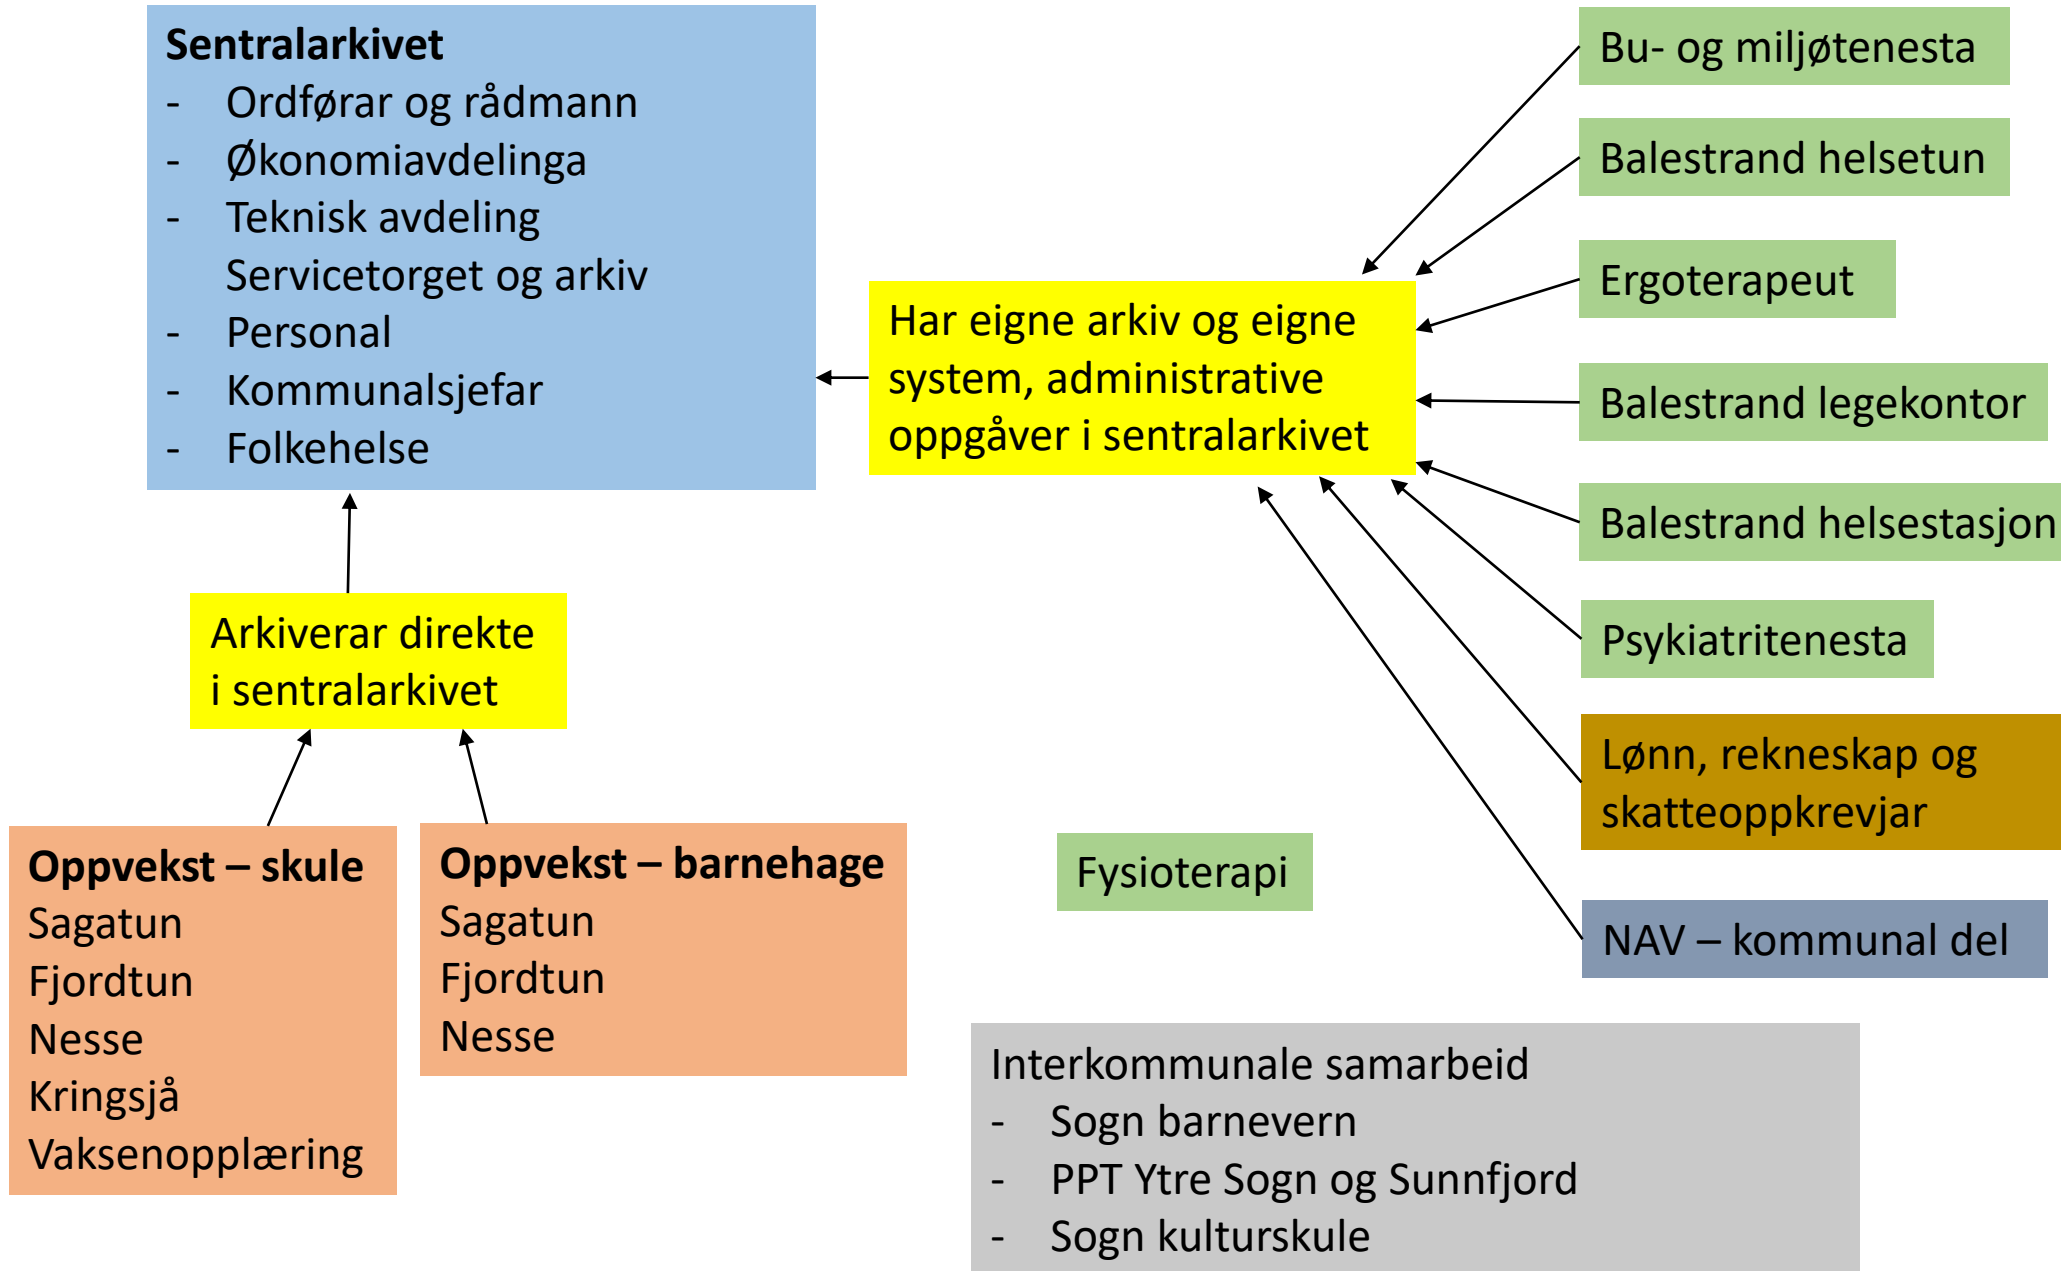 Sentralarkivet
- Ordførar og rådmann
- Økonomiavdelinga
- Teknisk avdeling
Servicetorget og arkiv
- Personal
- Kommunalsjefar
- Folkehelse
Arkiverar direkte
i sentralarkivet
Oppvekst – skule
Sagatun
Fjordtun
Nesse
Kringsjå
Vaksenopplæring
Oppvekst – barnehage
Sagatun
Fjordtun
Nesse
Har eigne arkiv og eigne
system, administrative
oppgåver i sentralarkivet
Bu- og miljøtenesta
Balestrand helsetun
Ergoterapeut
Balestrand legekontor
Balestrand helsestasjon
Psykiatritenesta
Lønn, rekneskap og
skatteoppkrevjar
NAV – kommunal del
Fysioterapi
Interkommunale samarbeid
- Sogn barnevern
- PPT Ytre Sogn og Sunnfjord
- Sogn kulturskule